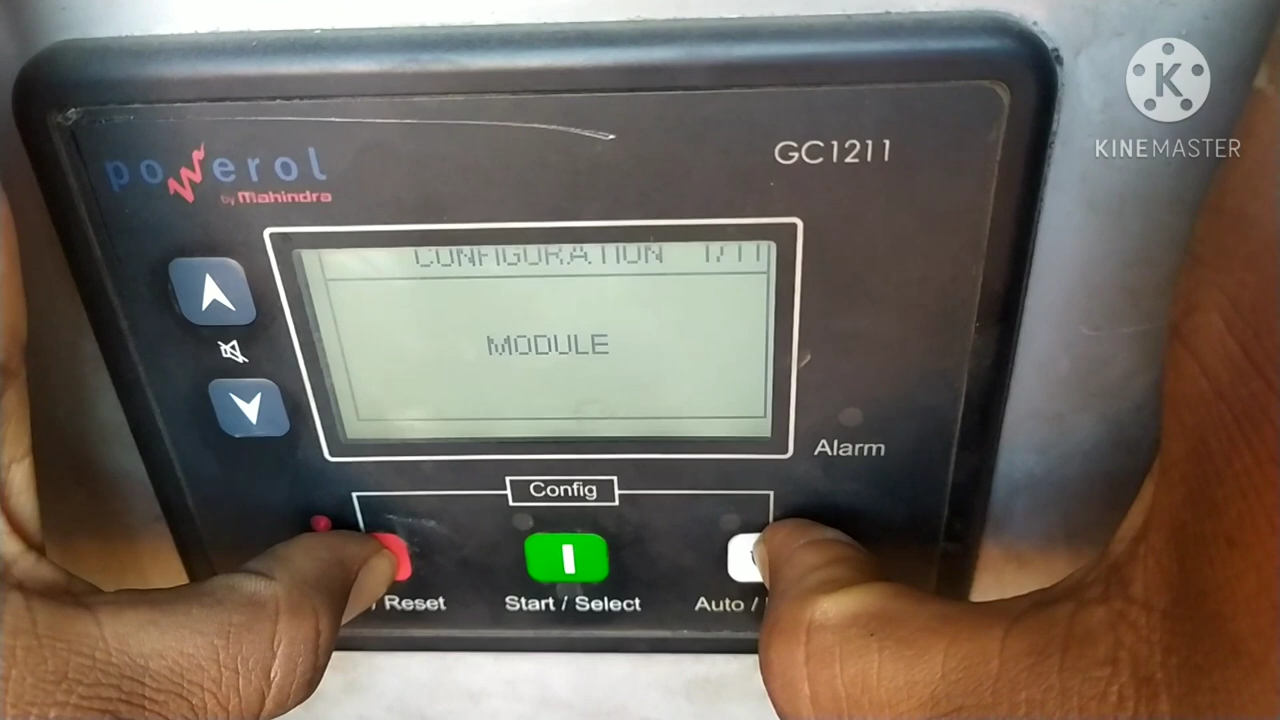 powerol
by Mahindra
GC1211
KINEMASTER
CONFIGURATION 1/11
MODULE
Alarm
Config
/ Reset
Start / Select
Auto /